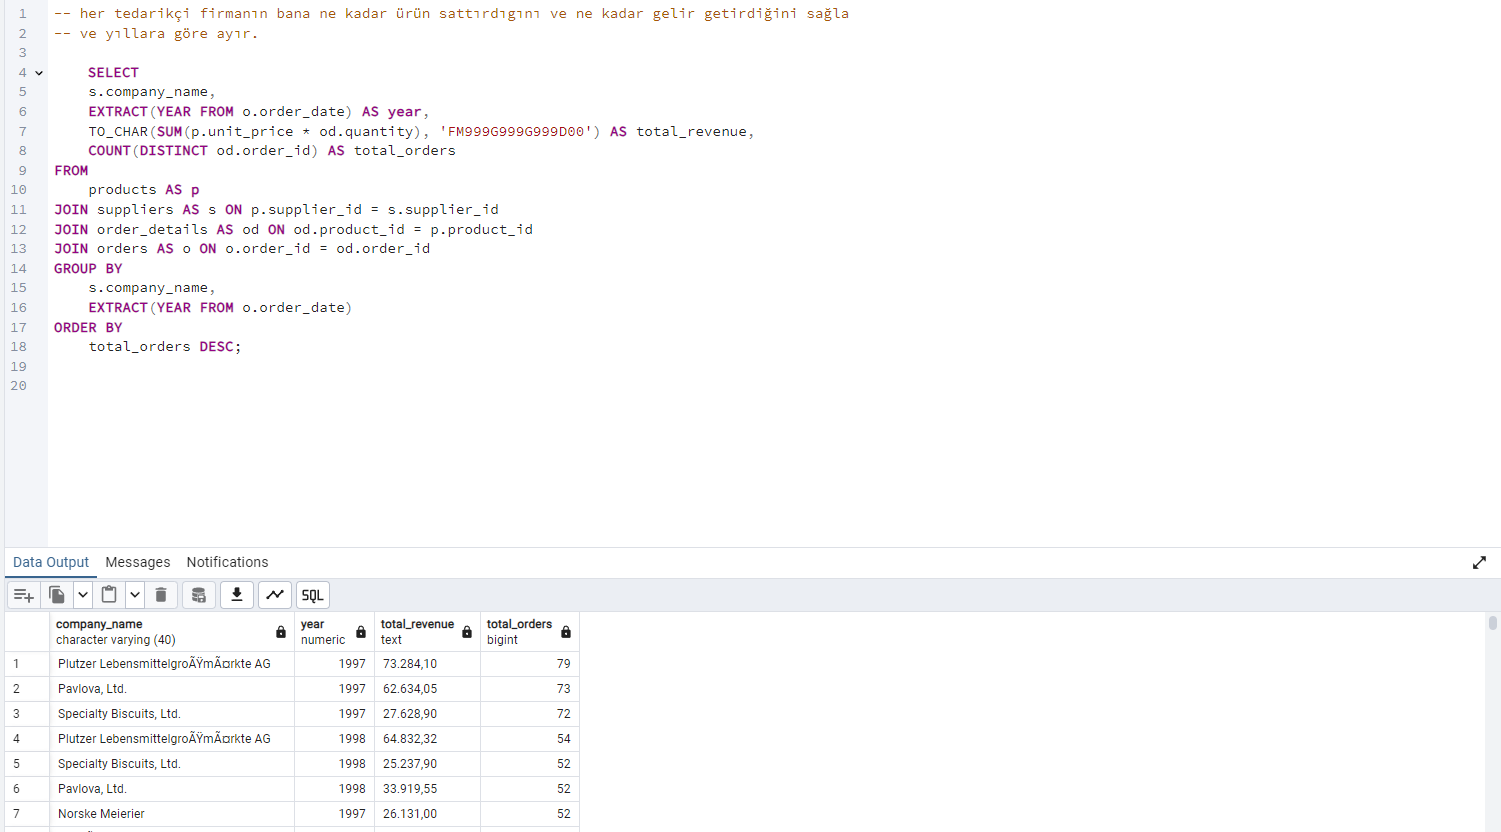 1 -- her tedarikçi firmanın bana ne kadar ürün sattırdıgını ve ne kadar gelir getirdiğini sağla
2 -- ve yıllara göre ayır.
3
4 SELECT
5 s.company_name,
6 EXTRACT(YEAR FROM o.order_date) AS year,
7 TO_CHAR(SUM(p.unit_price * od.quantity), 'FM999G999G999D00') AS total_revenue,
8 COUNT(DISTINCT od.order_id) AS total_orders
9 FROM
10 products AS p
11 JOIN suppliers AS s ON p.supplier_id = s.supplier_id
12 JOIN order_details AS od ON od.product_id = p.product_id
13 JOIN orders AS o ON o.order_id = od.order_id
14 GROUP BY
15 s.company_name,
16 EXTRACT(YEAR FROM o.order_date)
17 ORDER BY
18 total_orders DESC;
19
20
Data Output Messages Notifications
SQL
company_name year total_revenue total_orders
character varying (40) numeric text bigint
1 Plutzer LebensmittelgroÃŸmÃ¤rkte AG 1997 73.284,10 79
2 Pavlova, Ltd. 1997 62.634,05 73
3 Specialty Biscuits, Ltd. 1997 27.628,90 72
4 Plutzer LebensmittelgroÃŸmÃ¤rkte AG 1998 64.832,32 54
5 Specialty Biscuits, Ltd. 1998 25.237,90 52
6 Pavlova, Ltd. 1998 33.919,55 52
7 Norske Meierier 1997 26.131,00 52